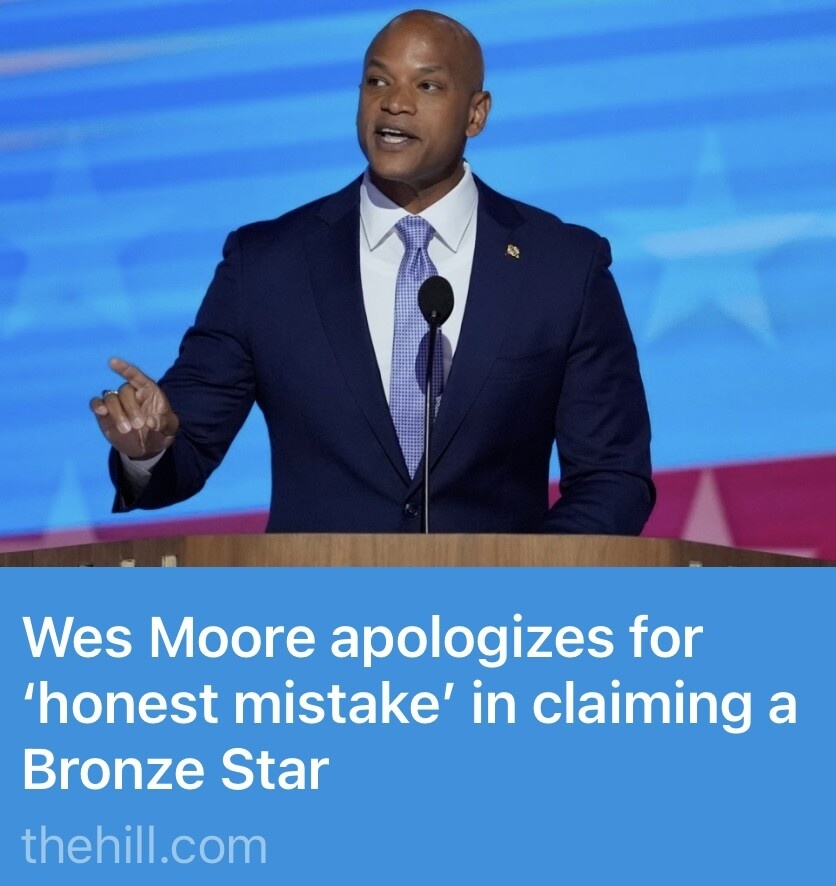 Wes Moore apologizes for
‘honest mistake’ in claiming a
Bronze Star
thehill.com